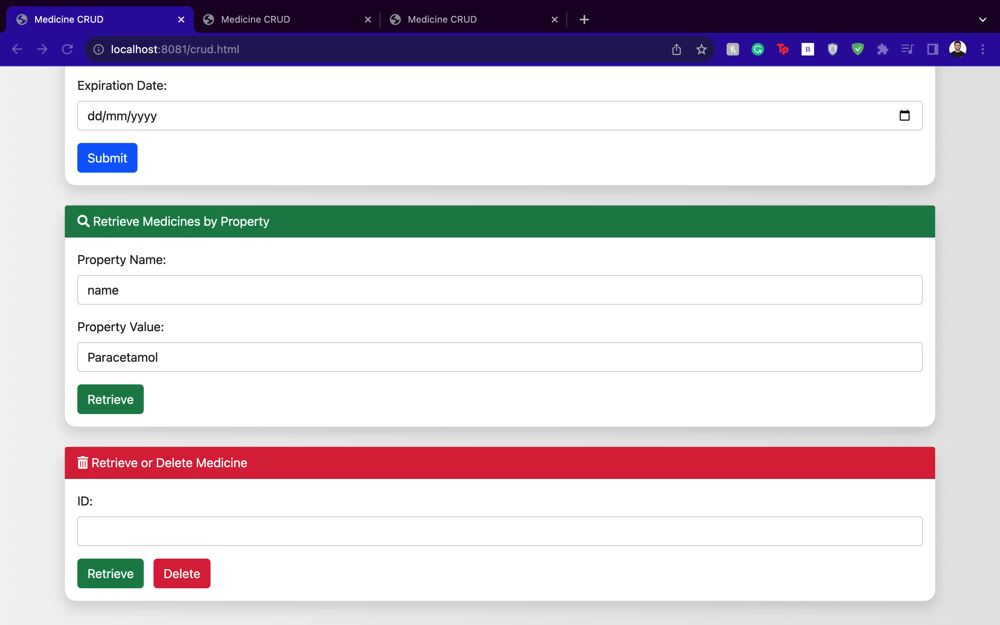 Medicine CRUD
Medicine CRUD
Medicine CRUD
localhost:8081/crud.html
Tp
B
Expiration Date:
dd/mm/yyyy
Submit
Retrieve Medicines by Property
Property Name:
name
Property Value:
Paracetamol
Retrieve
Retrieve or Delete Medicine
ID:
Retrieve Delete